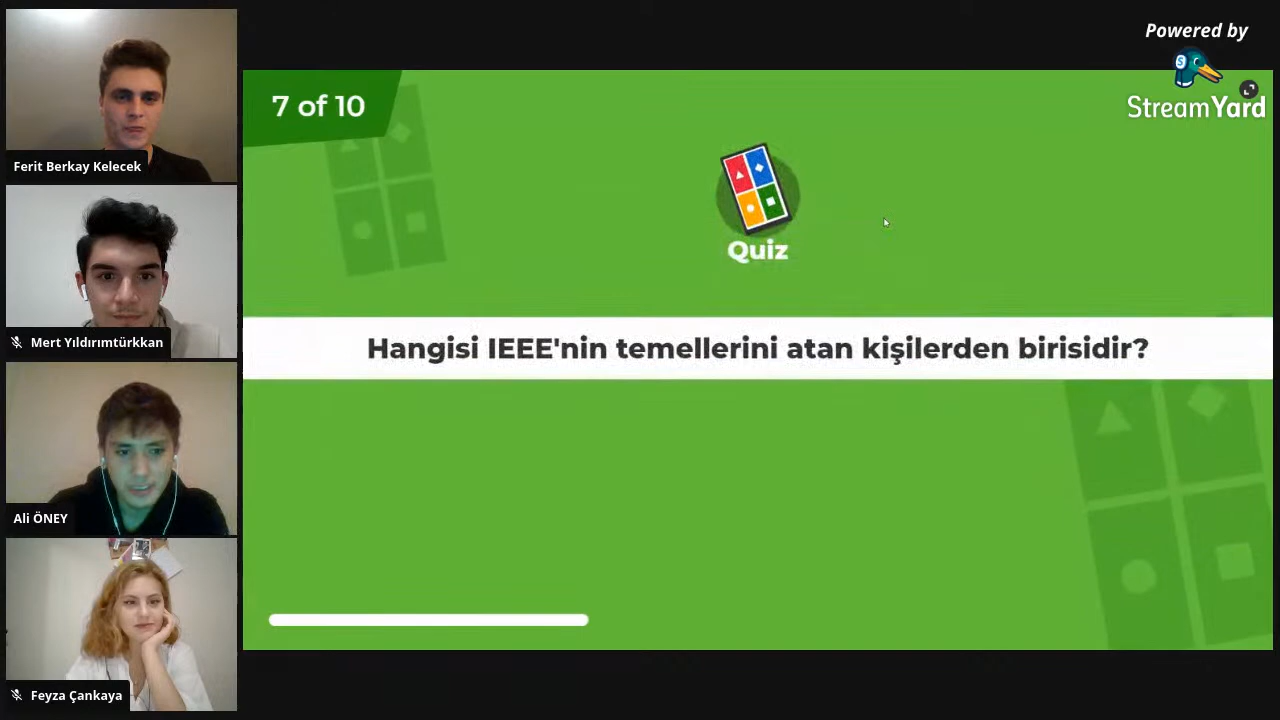 Powered by
StreamYard
7 of 10
Quiz
Hangisi IEEE'nin temellerini atan kişilerden birisidir?
Ferit Berkay Kelecek
Mert Yıldırımtürkkan
Ali ÖNEY
Feyza Çankaya